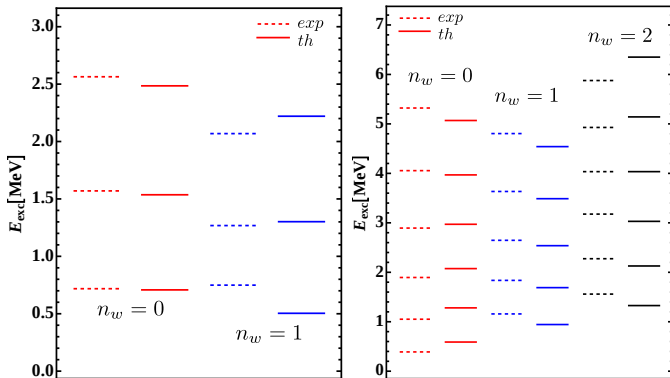 exp
th
3.0
2.5
2.0
1.5
1.0
0.5
0.0
E_exc[MeV]
n_w = 0
n_w = 1
exp
th
7
6
5
4
3
2
1
0
E_exc[MeV]
n_w = 0
n_w = 1
n_w = 2